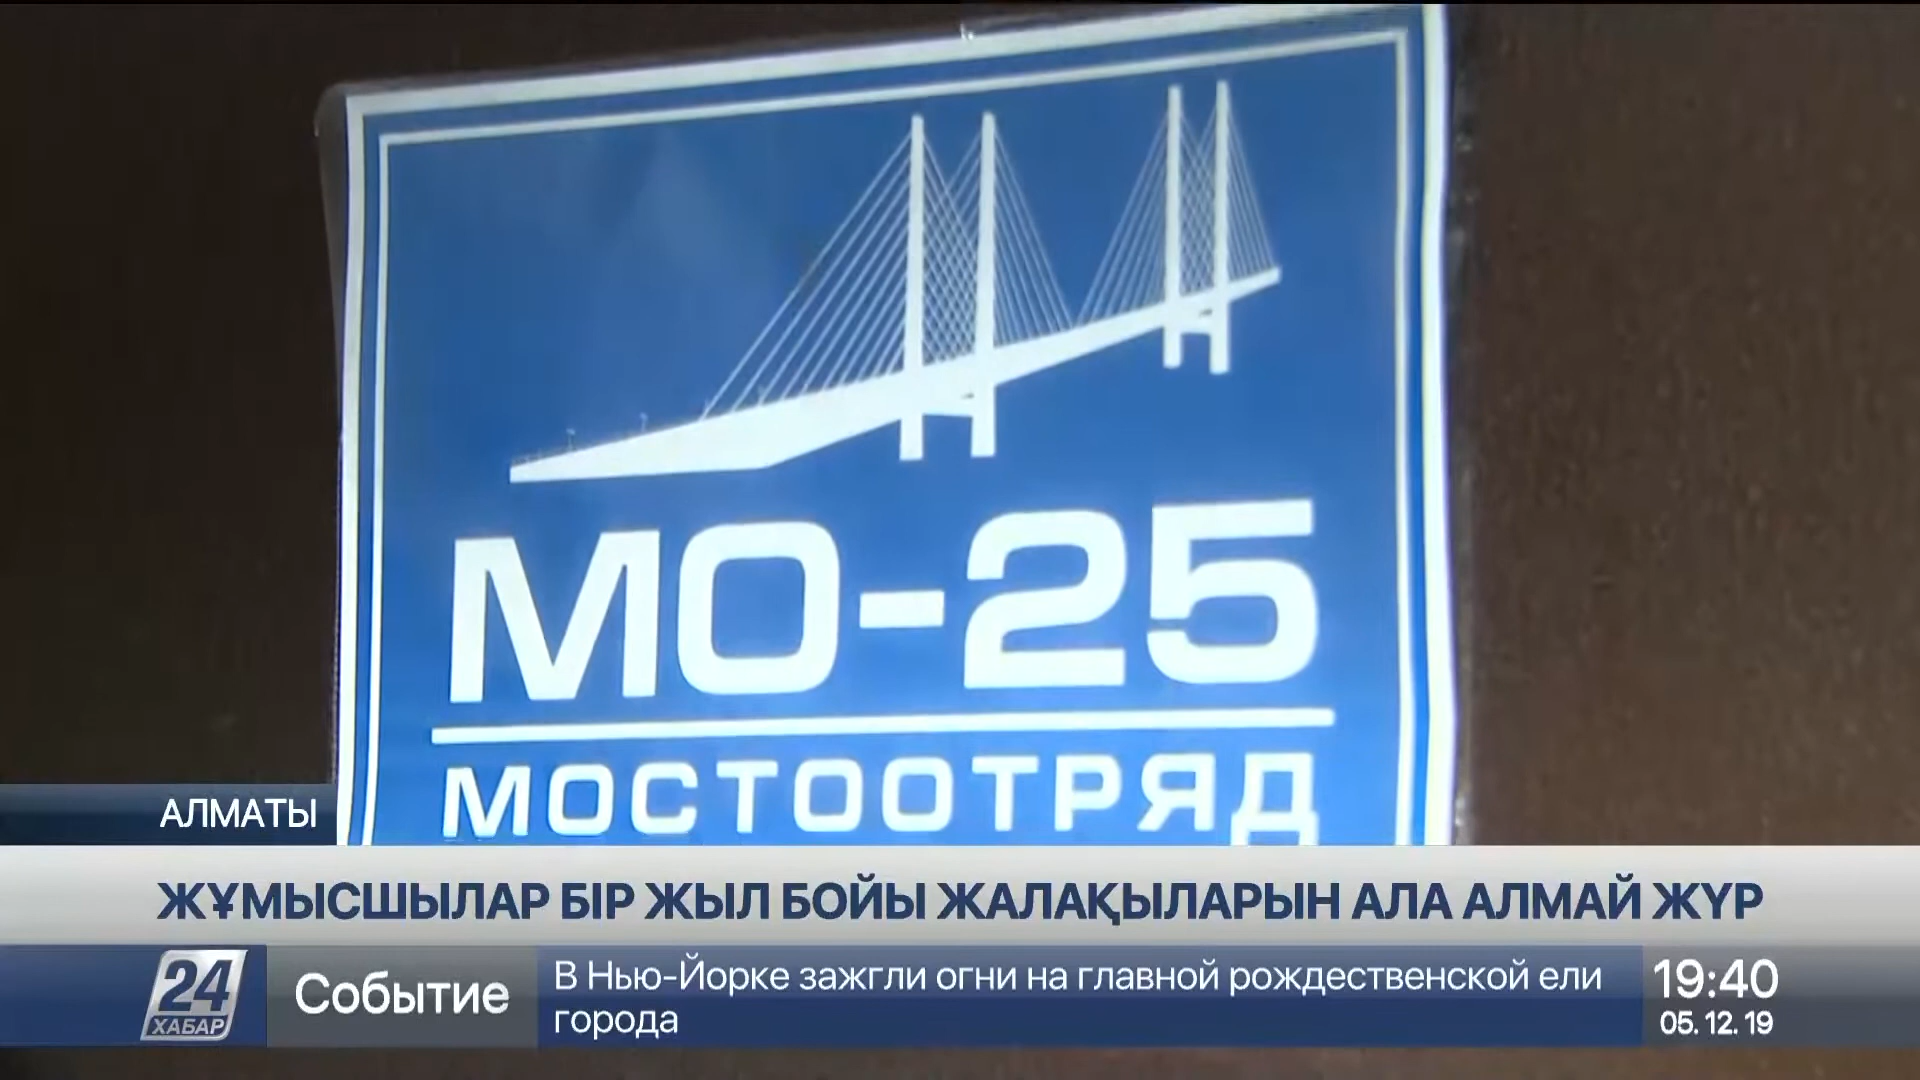 МО-25
МОСТООТРЯД
АЛМАТЫ
ЖҰМЫСШЫЛАР БІР ЖЫЛ БОЙЫ ЖАЛАҚЫЛАРЫН АЛА АЛМАЙ ЖҮР
24
ХАБАР
Событие
В Нью-Йорке зажгли огни на главной рождественской ели
города
19:40
05. 12. 19